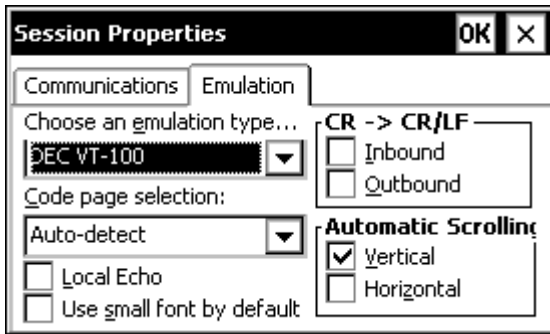 Session Properties OK ×
Communications Emulation
Choose an emulation type...
DEC VT-100
Code page selection:
Auto-detect
Local Echo
Use small font by default
CR -> CR/LF
Inbound
Outbound
Automatic Scrolling
Vertical
Horizontal